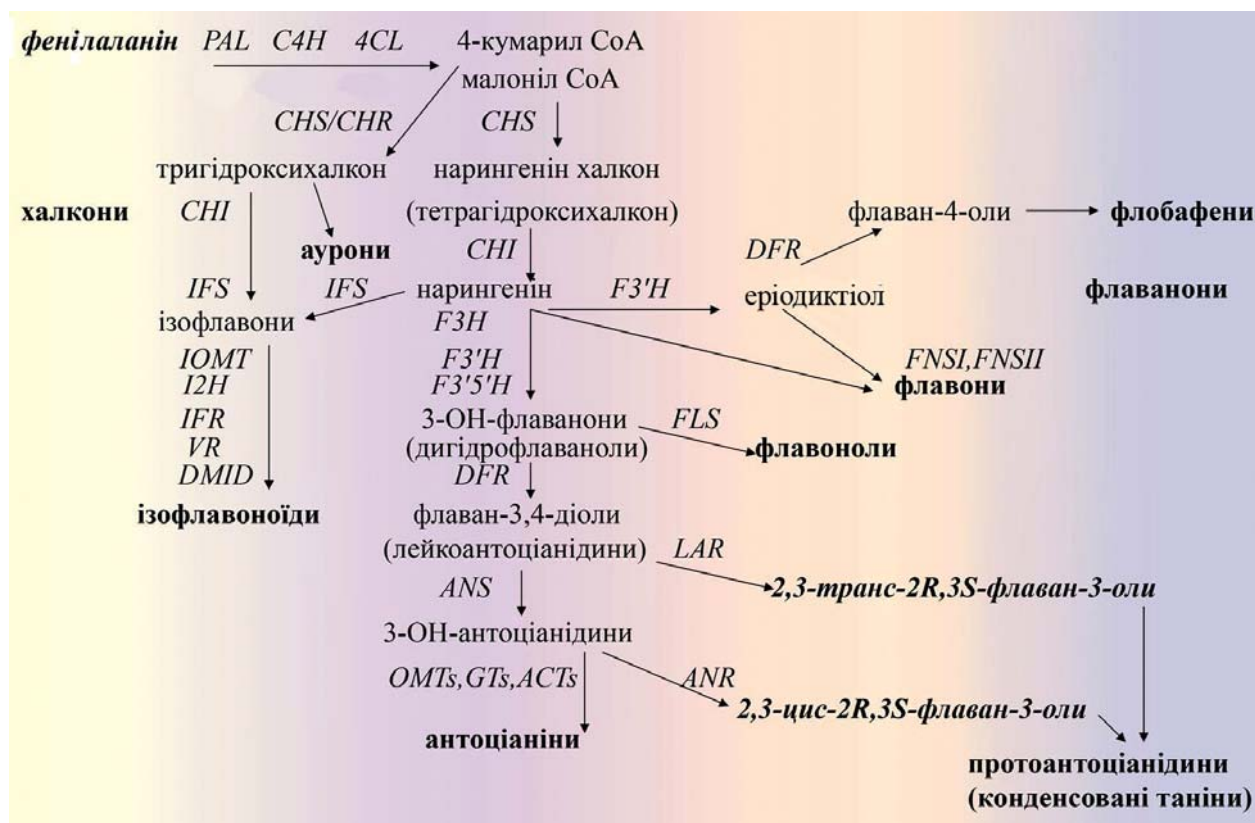 фенілаланін PAL C4H 4CL 4-кумарил СоА
малоніл СоА
CHS/CHR CHS
тригідроксихалкон нарингенін халкон
халкони CHI (тетрагідроксихалкон) флаван-4-оли флобафени
аурони CHI DFR
IFS IFS нарингенін F3'H еріодиктіол флаванони
ізофлавони F3H
IOMT F3'H FNSI,FNSII
I2H F3'5'H флавони
IFR 3-ОН-флаванони FLS
VR (дигідрофлаваноли) флавоноли
DMID DFR
ізофлавоноїди флаван-3,4-діоли
(лейкоантоціанідини) LAR
ANS 2,3-транс-2R,3S-флаван-3-оли
3-ОН-антоціанідини
OMTs,GTs,ACTs ANR
2,3-цис-2R,3S-флаван-3-оли
антоціаніни
протоантоціанідини
(конденсовані таніни)